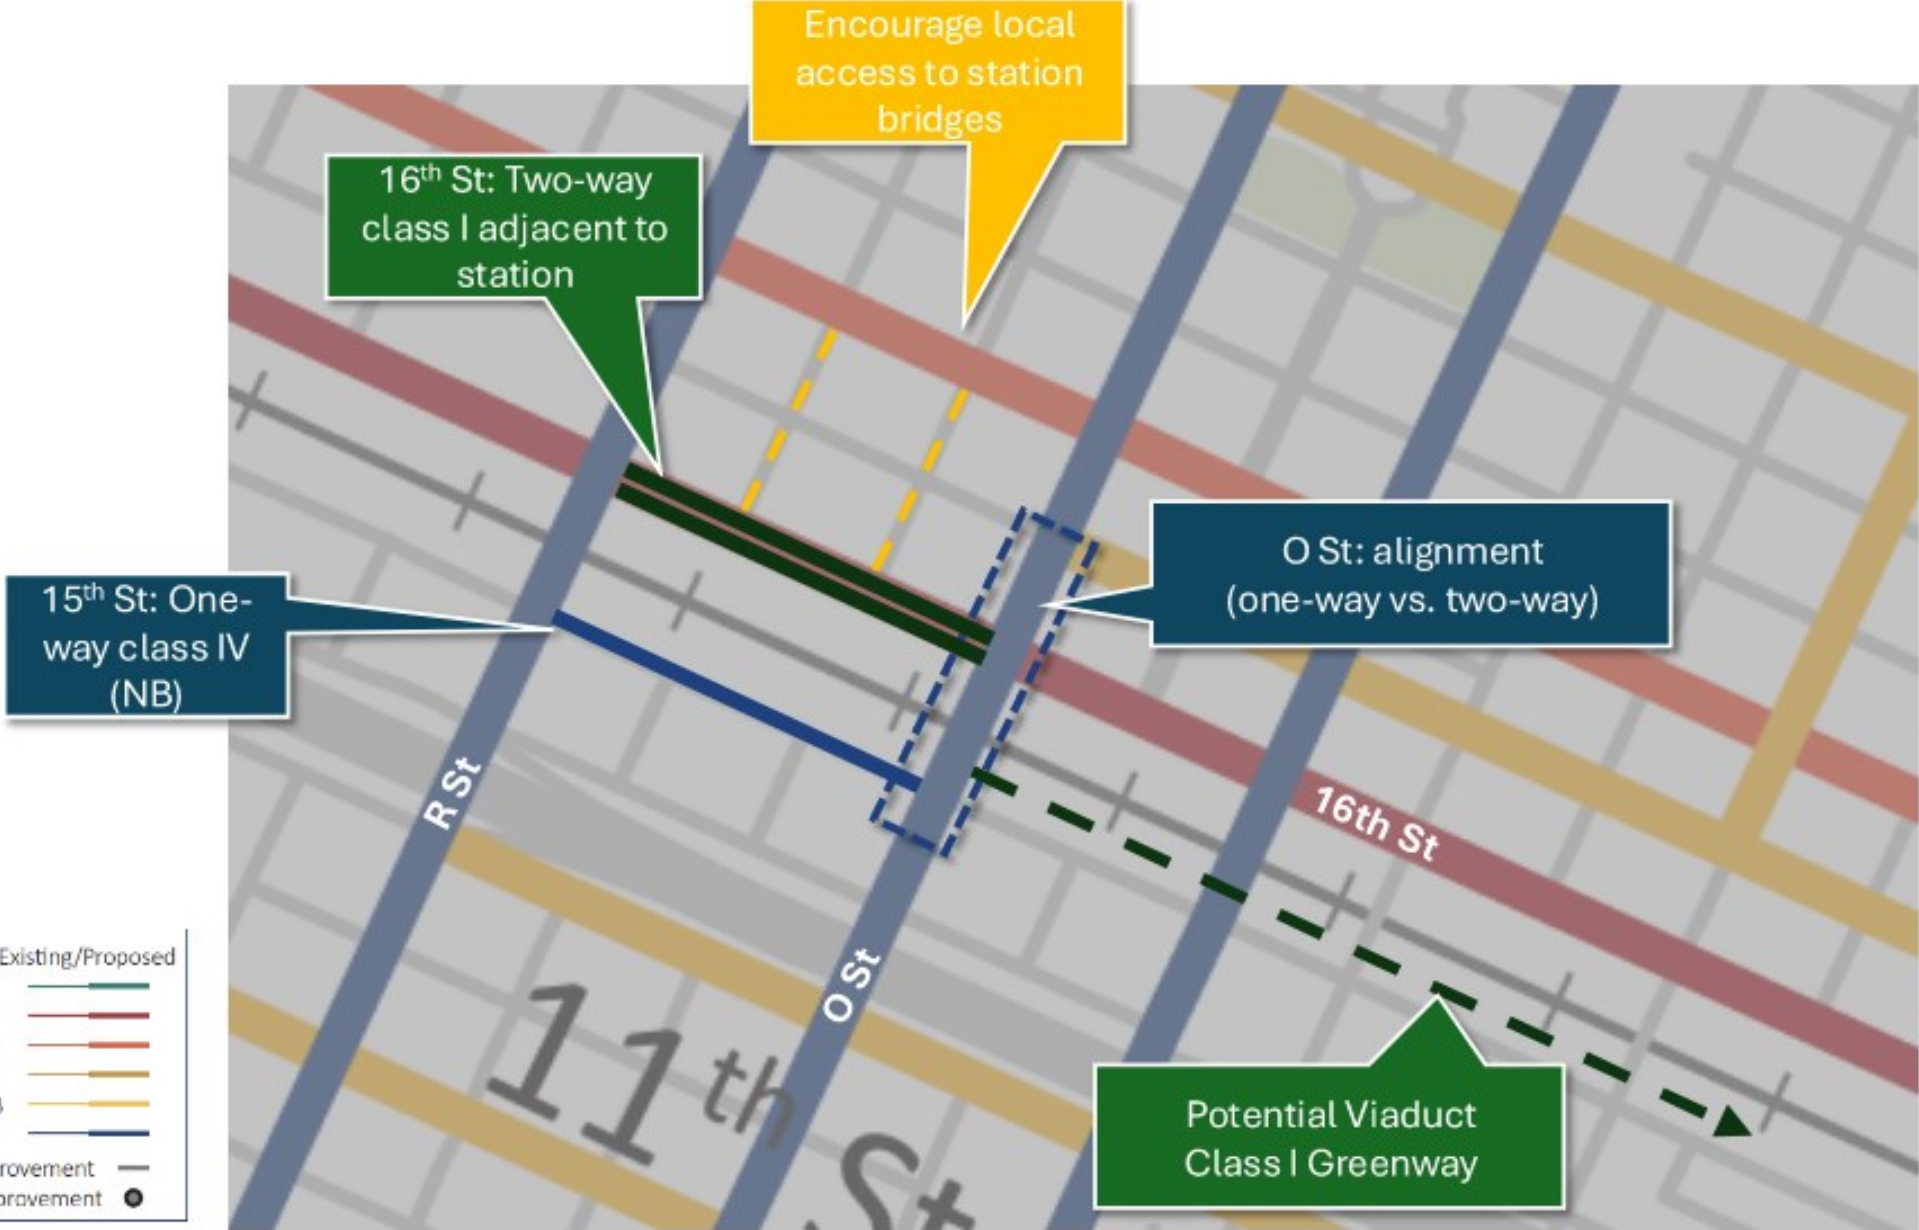 Encourage local
access to station
bridges
16th St: Two-way
class I adjacent to
station
15th St: One-
way class IV
(NB)
O St: alignment
(one-way vs. two-way)
R St
16th St
O St
11th St
Potential Viaduct
Class I Greenway
Existing/Proposed